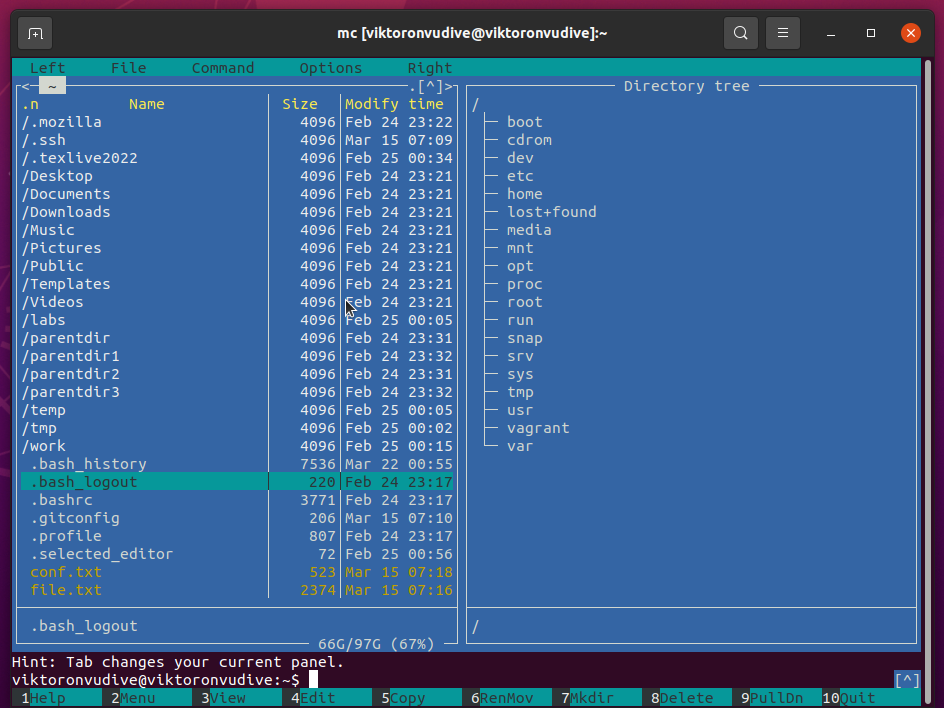 mc [viktoronvudive@viktoronvudive]:~
Left File Command Options Right
<─ ~ .[^]>
Directory tree
.n Name Size Modify time
/.mozilla 4096 Feb 24 23:22
/.ssh 4096 Mar 15 07:09
/.texlive2022 4096 Feb 25 00:34
/Desktop 4096 Feb 24 23:21
/Documents 4096 Feb 24 23:21
/Downloads 4096 Feb 24 23:21
/Music 4096 Feb 24 23:21
/Pictures 4096 Feb 24 23:21
/Public 4096 Feb 24 23:21
/Templates 4096 Feb 24 23:21
/Videos 4096 Feb 24 23:21
/labs 4096 Feb 25 00:05
/parentdir 4096 Feb 24 23:31
/parentdir1 4096 Feb 24 23:32
/parentdir2 4096 Feb 24 23:31
/parentdir3 4096 Feb 24 23:32
/temp 4096 Feb 25 00:05
/tmp 4096 Feb 25 00:02
/work 4096 Feb 25 00:15
.bash_history 7536 Mar 22 00:55
.bash_logout 220 Feb 24 23:17
.bashrc 3771 Feb 24 23:17
.gitconfig 206 Mar 15 07:10
.profile 807 Feb 24 23:17
.selected_editor 72 Feb 25 00:56
conf.txt 523 Mar 15 07:18
file.txt 2374 Mar 15 07:16
.bash_logout
66G/97G (67%)
/
boot
cdrom
dev
etc
home
lost+found
media
mnt
opt
proc
root
run
snap
srv
sys
tmp
usr
vagrant
var
/
Hint: Tab changes your current panel.
viktoronvudive@viktoronvudive:~$ [^]
1Help 2Menu 3View 4Edit 5Copy 6RenMov 7Mkdir 8Delete 9PullDn 10Quit